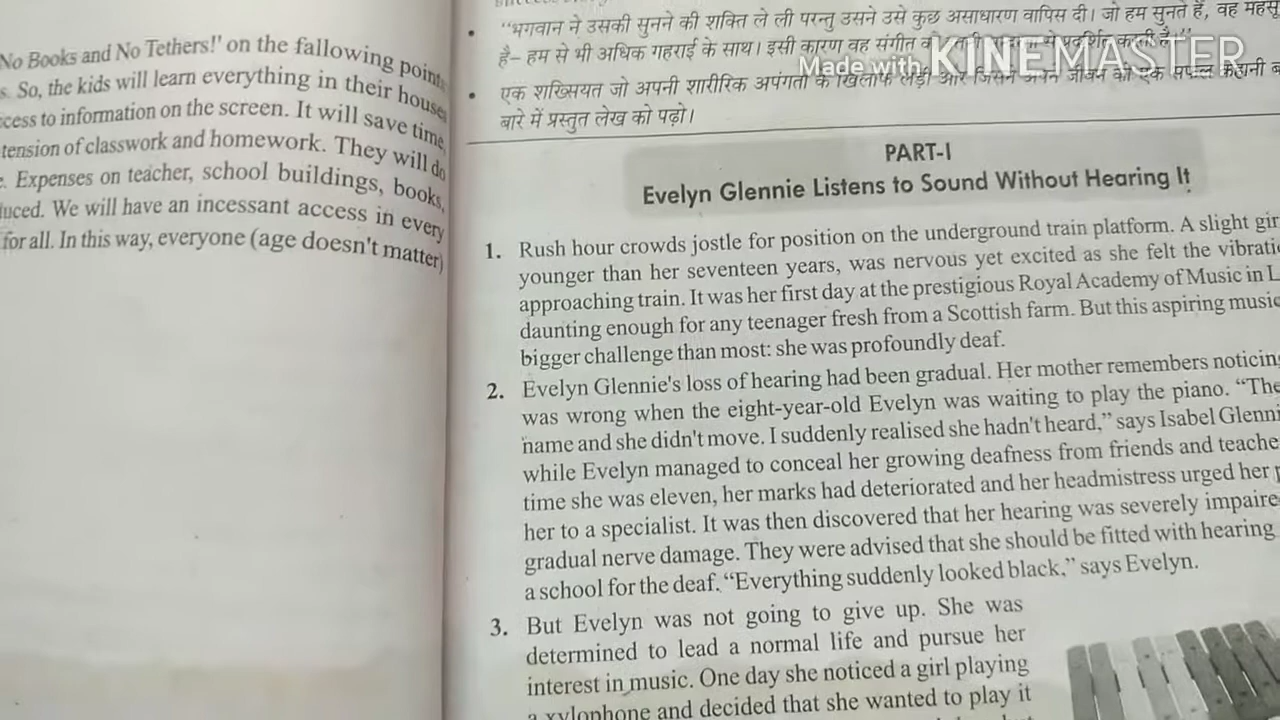 No Books and No Tethers!' on the fallowing point
s. So, the kids will learn everything in their house
cess to information on the screen. It will save time,
tension of classwork and homework. They will do
Expenses on teacher, school buildings, books,
uced. We will have an incessant access in every
for all. In this way, everyone (age doesn't matter)
• "भगवान ने उसकी सुनने की शक्ति ले ली परन्तु उसने उसे कुछ असाधारण वापिस दी। जो हम सुनते हैं, वह महसू
है– हम से भी अधिक गहराई के साथ। इसी कारण वह संगीत
Made with KINEMASTER
• एक शख्सियत जो अपनी शारीरिक अपंगता के खिलाफ लड़ी और जिसने अपने जीवन की एक सफल कहानी ब
बारे में प्रस्तुत लेख को पढ़ो।
PART-I
Evelyn Glennie Listens to Sound Without Hearing It
1. Rush hour crowds jostle for position on the underground train platform. A slight gir
younger than her seventeen years, was nervous yet excited as she felt the vibratio
approaching train. It was her first day at the prestigious Royal Academy of Music in L
daunting enough for any teenager fresh from a Scottish farm. But this aspiring music
bigger challenge than most: she was profoundly deaf.
2. Evelyn Glennie's loss of hearing had been gradual. Her mother remembers noticing
was wrong when the eight-year-old Evelyn was waiting to play the piano. "The
name and she didn't move. I suddenly realised she hadn't heard," says Isabel Glenni
while Evelyn managed to conceal her growing deafness from friends and teache
time she was eleven, her marks had deteriorated and her headmistress urged her p
her to a specialist. It was then discovered that her hearing was severely impaire
gradual nerve damage. They were advised that she should be fitted with hearing
a school for the deaf. "Everything suddenly looked black," says Evelyn.
3. But Evelyn was not going to give up. She was
determined to lead a normal life and pursue her
interest in music. One day she noticed a girl playing
a xylophone and decided that she wanted to play it